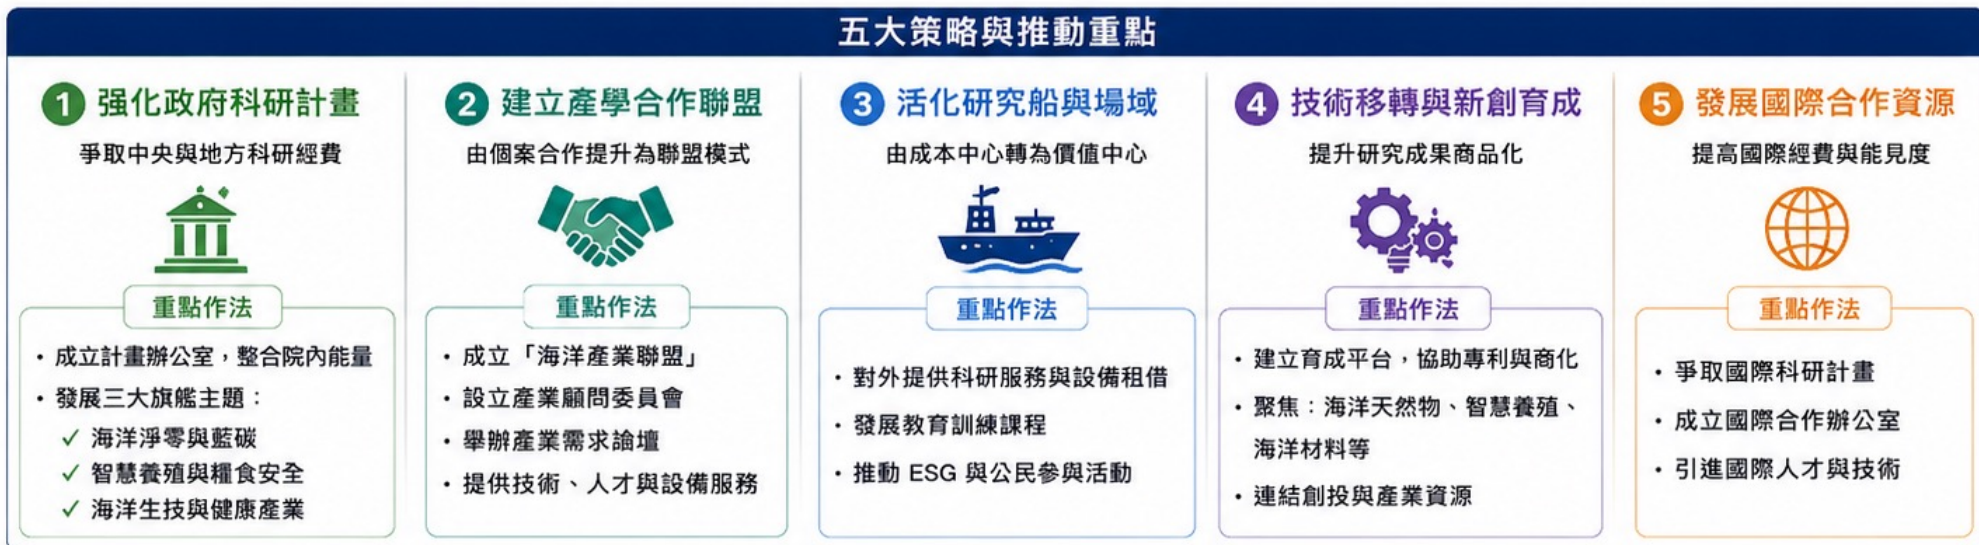 五大策略與推動重點
1 强化政府科研計畫
爭取中央與地方科研經費
重點作法
• 成立計畫辦公室，整合院內能量
• 發展三大旗艦主題：
✓ 海洋淨零與藍碳
✓ 智慧養殖與糧食安全
✓ 海洋生技與健康產業
2 建立產學合作聯盟
由個案合作提升為聯盟模式
重點作法
• 成立「海洋產業聯盟」
• 設立產業顧問委員會
• 舉辦產業需求論壇
• 提供技術、人才與設備服務
3 活化研究船與場域
由成本中心轉為價值中心
重點作法
• 對外提供科研服務與設備租借
• 發展教育訓練課程
• 推動 ESG 與公民參與活動
4 技術移轉與新創育成
提升研究成果商品化
重點作法
• 建立育成平台，協助專利與商化
• 聚焦：海洋天然物、智慧養殖、
海洋材料等
• 連結創投與產業資源
5 發展國際合作資源
提高國際經費與能見度
重點作法
• 爭取國際科研計畫
• 成立國際合作辦公室
• 引進國際人才與技術